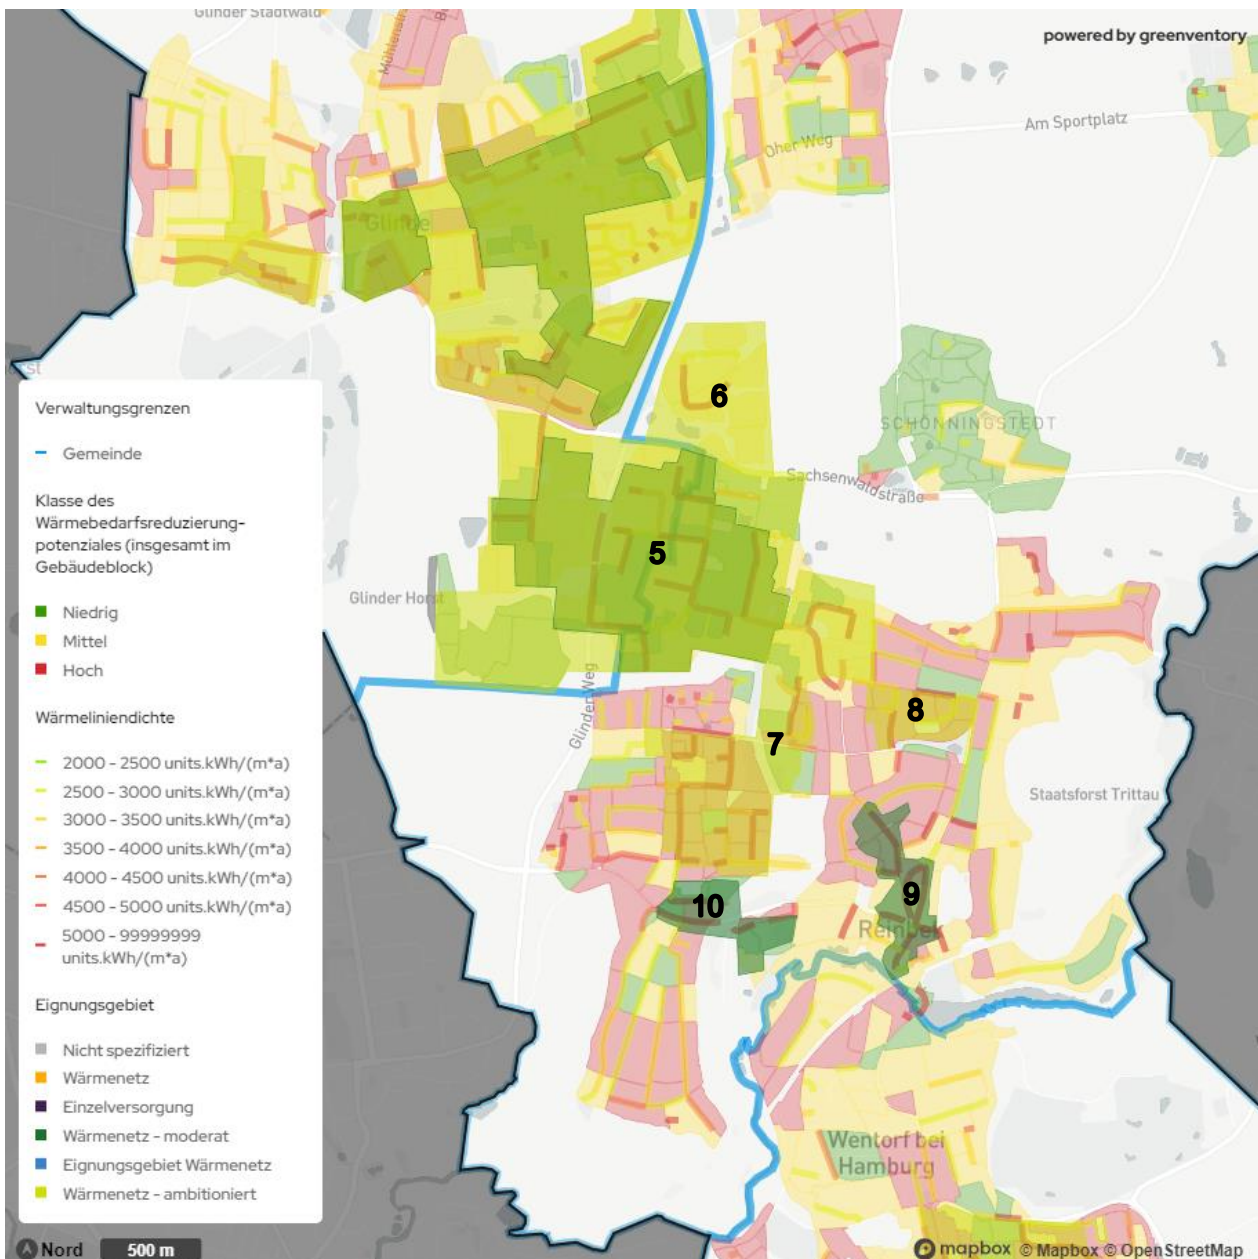 Glinder Stadtwald
powered by greenventory
Am Sportplatz
Oher Weg
Glinde
SCHÖNNINGSTEDT
6
Sachsenwaldstraße
5
Glinder Horst
Glinder Weg
8
7
Staatsforst Trittau
10
9
Reinbek
Wentorf bei
Hamburg
Verwaltungsgrenzen
Gemeinde
Klasse des
Wärmebedarfsreduzierung-
potenziales (insgesamt im
Gebäudeblock)
Niedrig
Mittel
Hoch
Wärmeliniendichte
2000 - 2500 units.kWh/(m*a)
2500 - 3000 units.kWh/(m*a)
3000 - 3500 units.kWh/(m*a)
3500 - 4000 units.kWh/(m*a)
4000 - 4500 units.kWh/(m*a)
4500 - 5000 units.kWh/(m*a)
5000 - 99999999
units.kWh/(m*a)
Eignungsgebiet
Nicht spezifiziert
Wärmenetz
Einzelversorgung
Wärmenetz - moderat
Eignungsgebiet Wärmenetz
Wärmenetz - ambitioniert
Nord
500 m
mapbox © Mapbox © OpenStreetMap